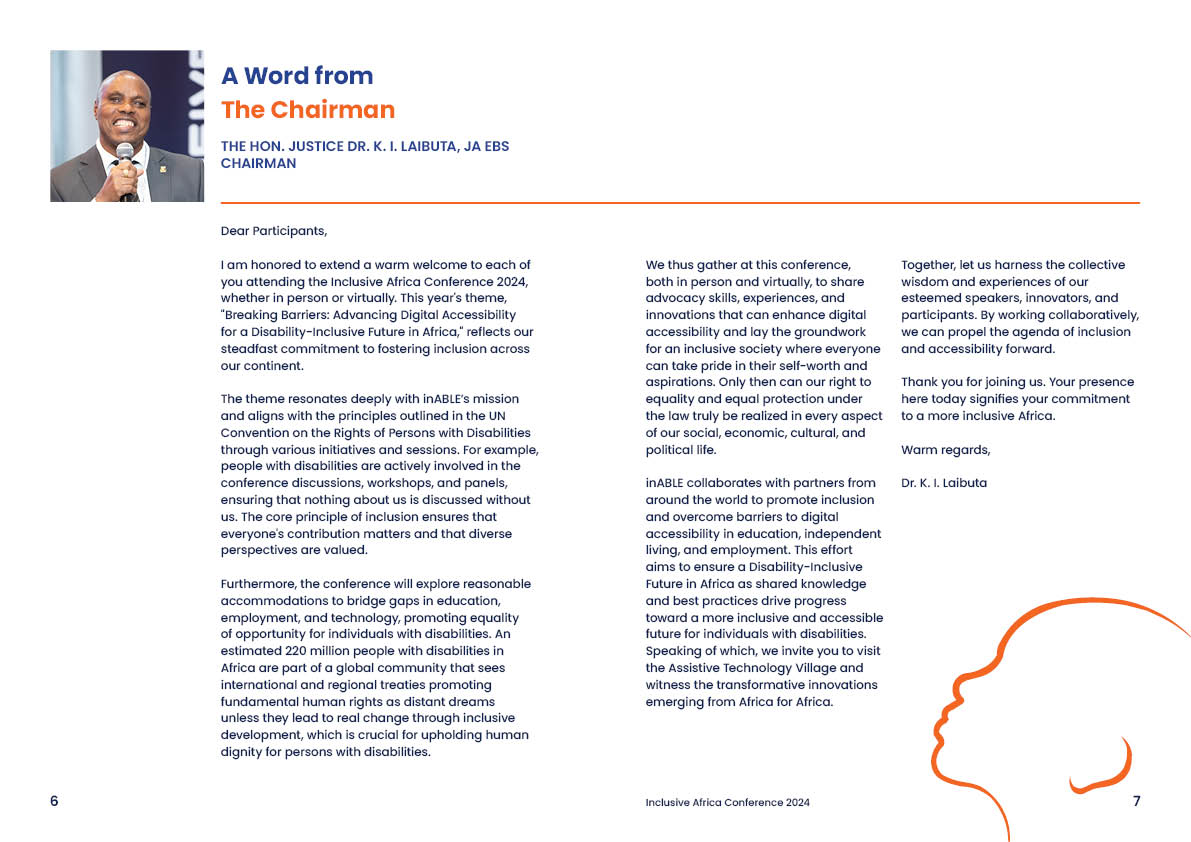 A Word from
The Chairman
THE HON. JUSTICE DR. K. I. LAIBUTA, JA EBS
CHAIRMAN
Dear Participants,
I am honored to extend a warm welcome to each of
you attending the Inclusive Africa Conference 2024,
whether in person or virtually. This year's theme,
"Breaking Barriers: Advancing Digital Accessibility
for a Disability-Inclusive Future in Africa," reflects our
steadfast commitment to fostering inclusion across
our continent.
The theme resonates deeply with inABLE's mission
and aligns with the principles outlined in the UN
Convention on the Rights of Persons with Disabilities
through various initiatives and sessions. For example,
people with disabilities are actively involved in the
conference discussions, workshops, and panels,
ensuring that nothing about us is discussed without
us. The core principle of inclusion ensures that
everyone's contribution matters and that diverse
perspectives are valued.
Furthermore, the conference will explore reasonable
accommodations to bridge gaps in education,
employment, and technology, promoting equality
of opportunity for individuals with disabilities. An
estimated 220 million people with disabilities in
Africa are part of a global community that sees
international and regional treaties promoting
fundamental human rights as distant dreams
unless they lead to real change through inclusive
development, which is crucial for upholding human
dignity for persons with disabilities.
We thus gather at this conference,
both in person and virtually, to share
advocacy skills, experiences, and
innovations that can enhance digital
accessibility and lay the groundwork
for an inclusive society where everyone
can take pride in their self-worth and
aspirations. Only then can our right to
equality and equal protection under
the law truly be realized in every aspect
of our social, economic, cultural, and
political life.
inABLE collaborates with partners from
around the world to promote inclusion
and overcome barriers to digital
accessibility in education, independent
living, and employment. This effort
aims to ensure a Disability-Inclusive
Future in Africa as shared knowledge
and best practices drive progress
toward a more inclusive and accessible
future for individuals with disabilities.
Speaking of which, we invite you to visit
the Assistive Technology Village and
witness the transformative innovations
emerging from Africa for Africa.
Together, let us harness the collective
wisdom and experiences of our
esteemed speakers, innovators, and
participants. By working collaboratively,
we can propel the agenda of inclusion
and accessibility forward.
Thank you for joining us. Your presence
here today signifies your commitment
to a more inclusive Africa.
Warm regards,
Dr. K. I. Laibuta
6
Inclusive Africa Conference 2024
7